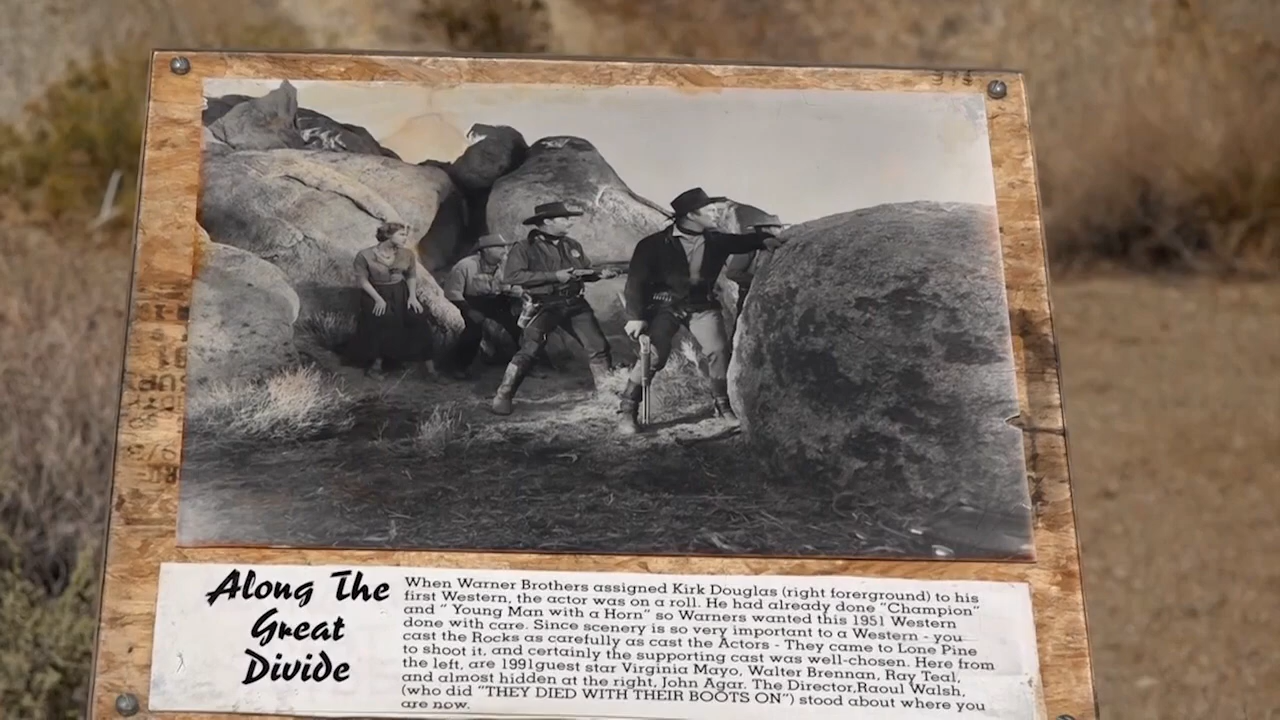 Along The
Great
Divide
When Warner Brothers assigned Kirk Douglas (right forerground) to his
first Western, the actor was on a roll. He had already done "Champion"
and " Young Man with a Horn" so Warners wanted this 1951 Western
done with care. Since scenery is so very important to a Western - you
cast the Rocks as carefully as cast the Actors - They came to Lone Pine
to shoot it, and certainly the supporting cast was well-chosen. Here from
the left, are 1991guest star Virginia Mayo, Walter Brennan, Ray Teal,
and almost hidden at the right, John Agar. The Director,Raoul Walsh,
(who did "THEY DIED WITH THEIR BOOTS ON") stood about where you
are now.